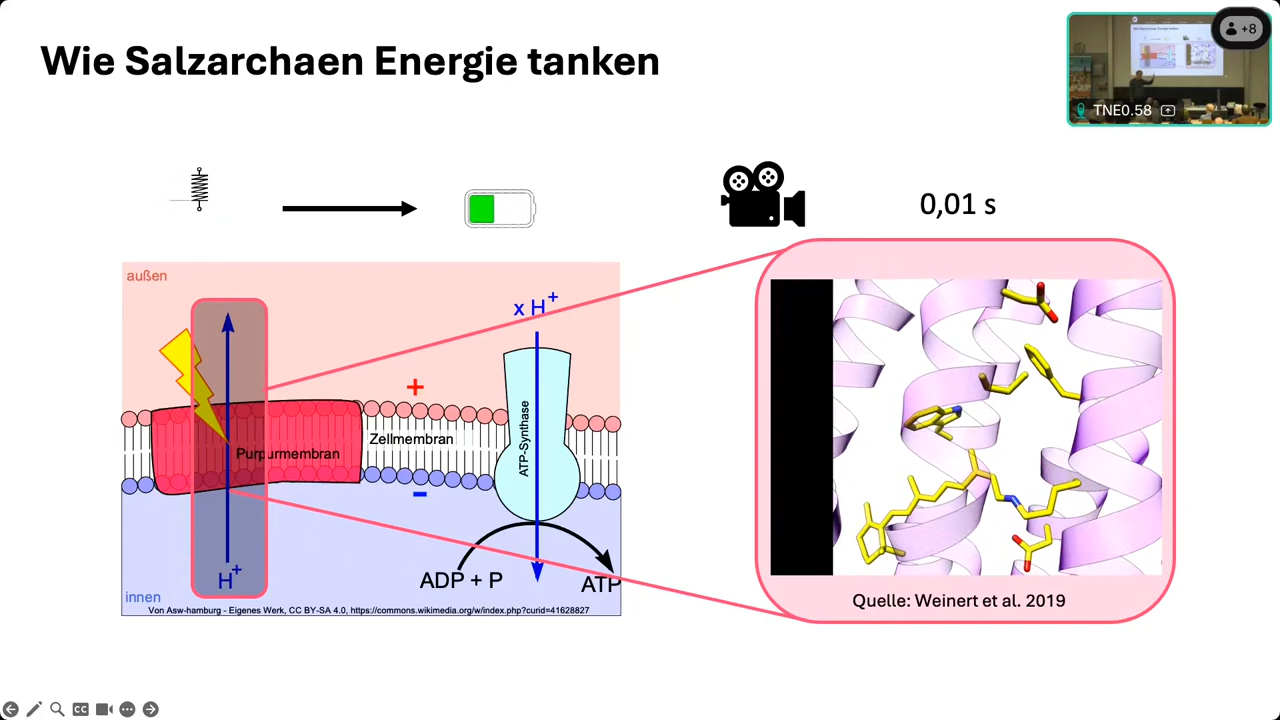 Wie Salzarchaen Energie tanken
+8
TNE0.58
0,01 s
außen
x H+
+
ATP-Synthase
Zellmembran
Purpurmembran
−
H+
ADP + P
ATP
innen
Von Asw-hamburg - Eigenes Werk, CC BY-SA 4.0, https://commons.wikimedia.org/w/index.php?curid=41628827
Quelle: Weinert et al. 2019
CC